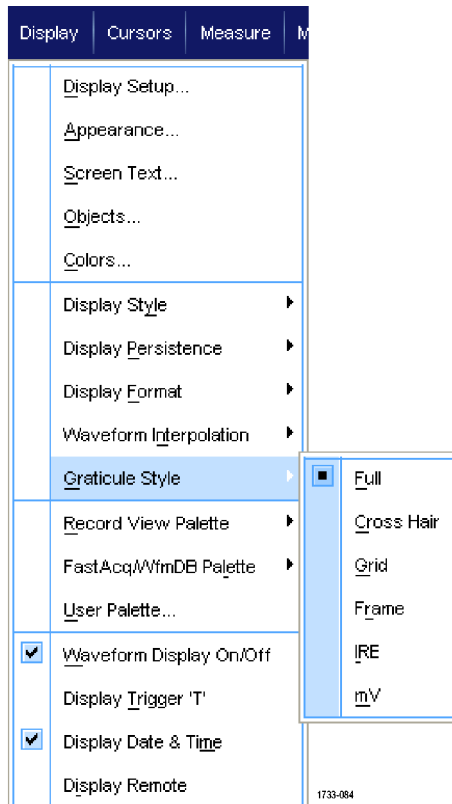 Display Cursors Measure M
Display Setup...
Appearance...
Screen Text...
Objects...
Colors...
Display Style
Display Persistence
Display Format
Waveform Interpolation
Graticule Style
Full
Cross Hair
Grid
Frame
IRE
mV
Record View Palette
FastAcq/WfmDB Palette
User Palette...
Waveform Display On/Off
Display Trigger 'T'
Display Date & Time
Display Remote
1733-084